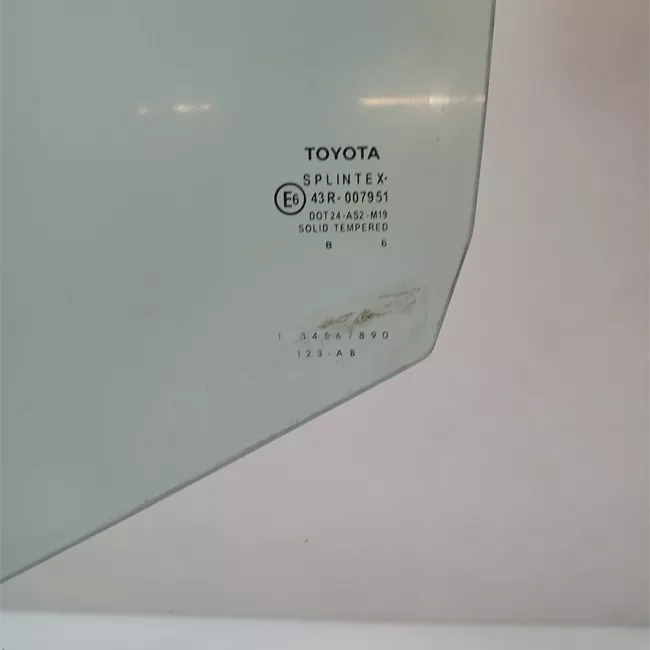 TOYOTA
SPLINTEX
E6 43R-007951
DOT24-AS2-M19
SOLID TEMPERED
8 6
1 34567890
123-AB